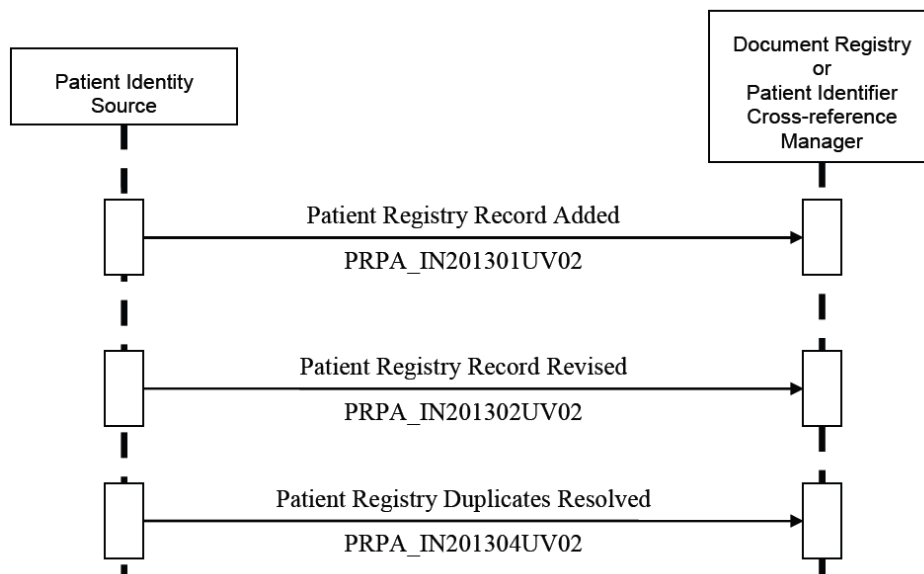 Patient Identity
Source
Document Registry
or
Patient Identifier
Cross-reference
Manager
Patient Registry Record Added
PRPA_IN201301UV02
Patient Registry Record Revised
PRPA_IN201302UV02
Patient Registry Duplicates Resolved
PRPA_IN201304UV02